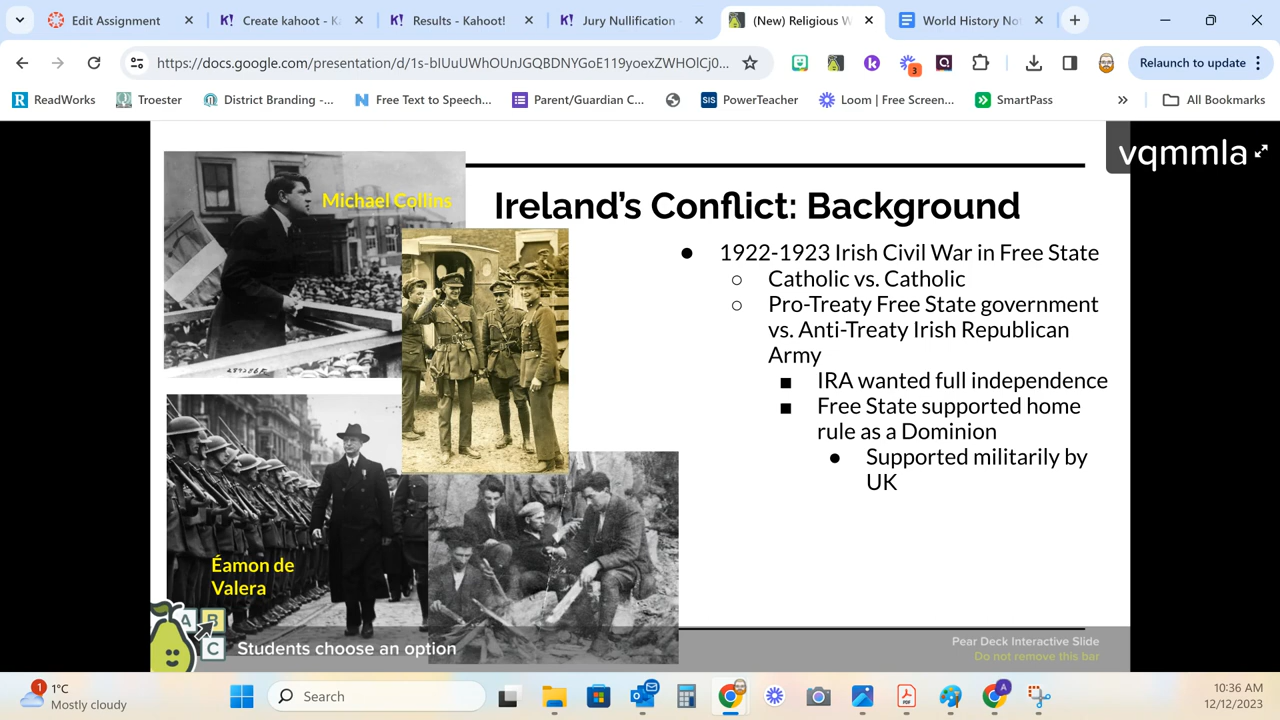 Edit Assignment
Create kahoot - K
Results - Kahoot!
Jury Nullification -
(New) Religious W
World History No
https://docs.google.com/presentation/d/1s-blUuUWhOUnJGQBDNYGoE119yoexZWHOlCj0...
3
Relaunch to update
ReadWorks
Troester
District Branding -...
Free Text to Speech...
Parent/Guardian C...
SIS PowerTeacher
Loom | Free Screen...
SmartPass
All Bookmarks
vqmmla
Michael Collins
Ireland's Conflict: Background
● 1922-1923 Irish Civil War in Free State
○ Catholic vs. Catholic
○ Pro-Treaty Free State government
vs. Anti-Treaty Irish Republican
Army
■ IRA wanted full independence
■ Free State supported home
rule as a Dominion
● Supported militarily by
UK
Éamon de
Valera
A B
C
Students choose an option
Pear Deck Interactive Slide
Do not remove this bar
1
1°C
Mostly cloudy
Search
A
10:36 AM
12/12/2023